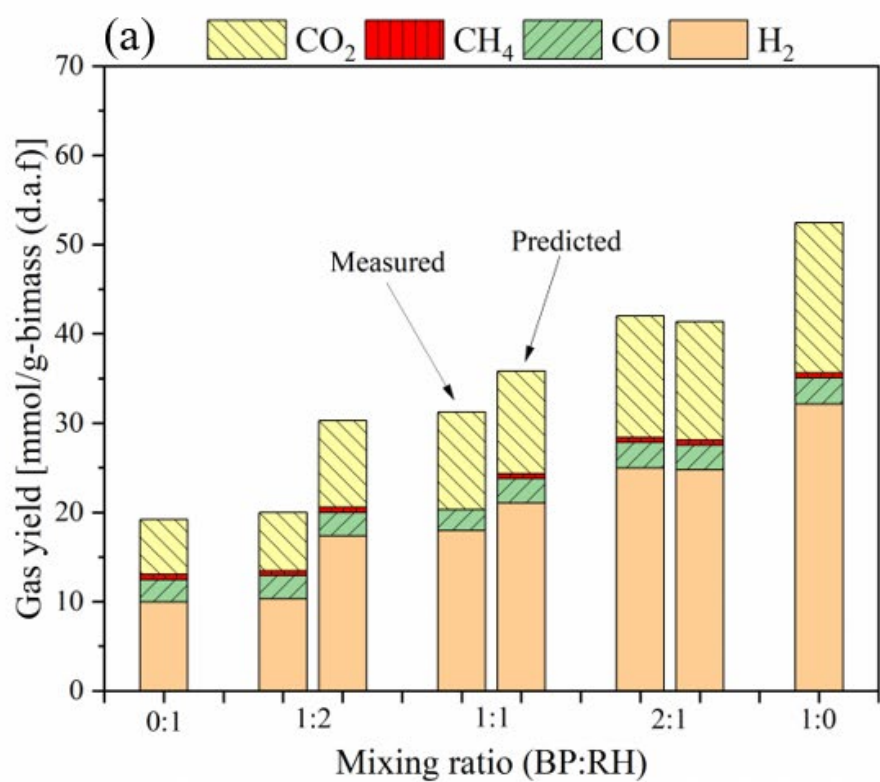 (a) CO₂ CH₄ CO H₂
Gas yield [mmol/g-bimass (d.a.f)]
70
60
50
40
30
20
10
0
Measured
Predicted
0:1 1:2 1:1 2:1 1:0
Mixing ratio (BP:RH)